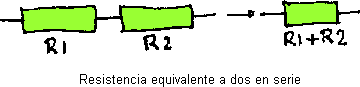 R1 R2 R1+R2
Resistencia equivalente a dos en serie